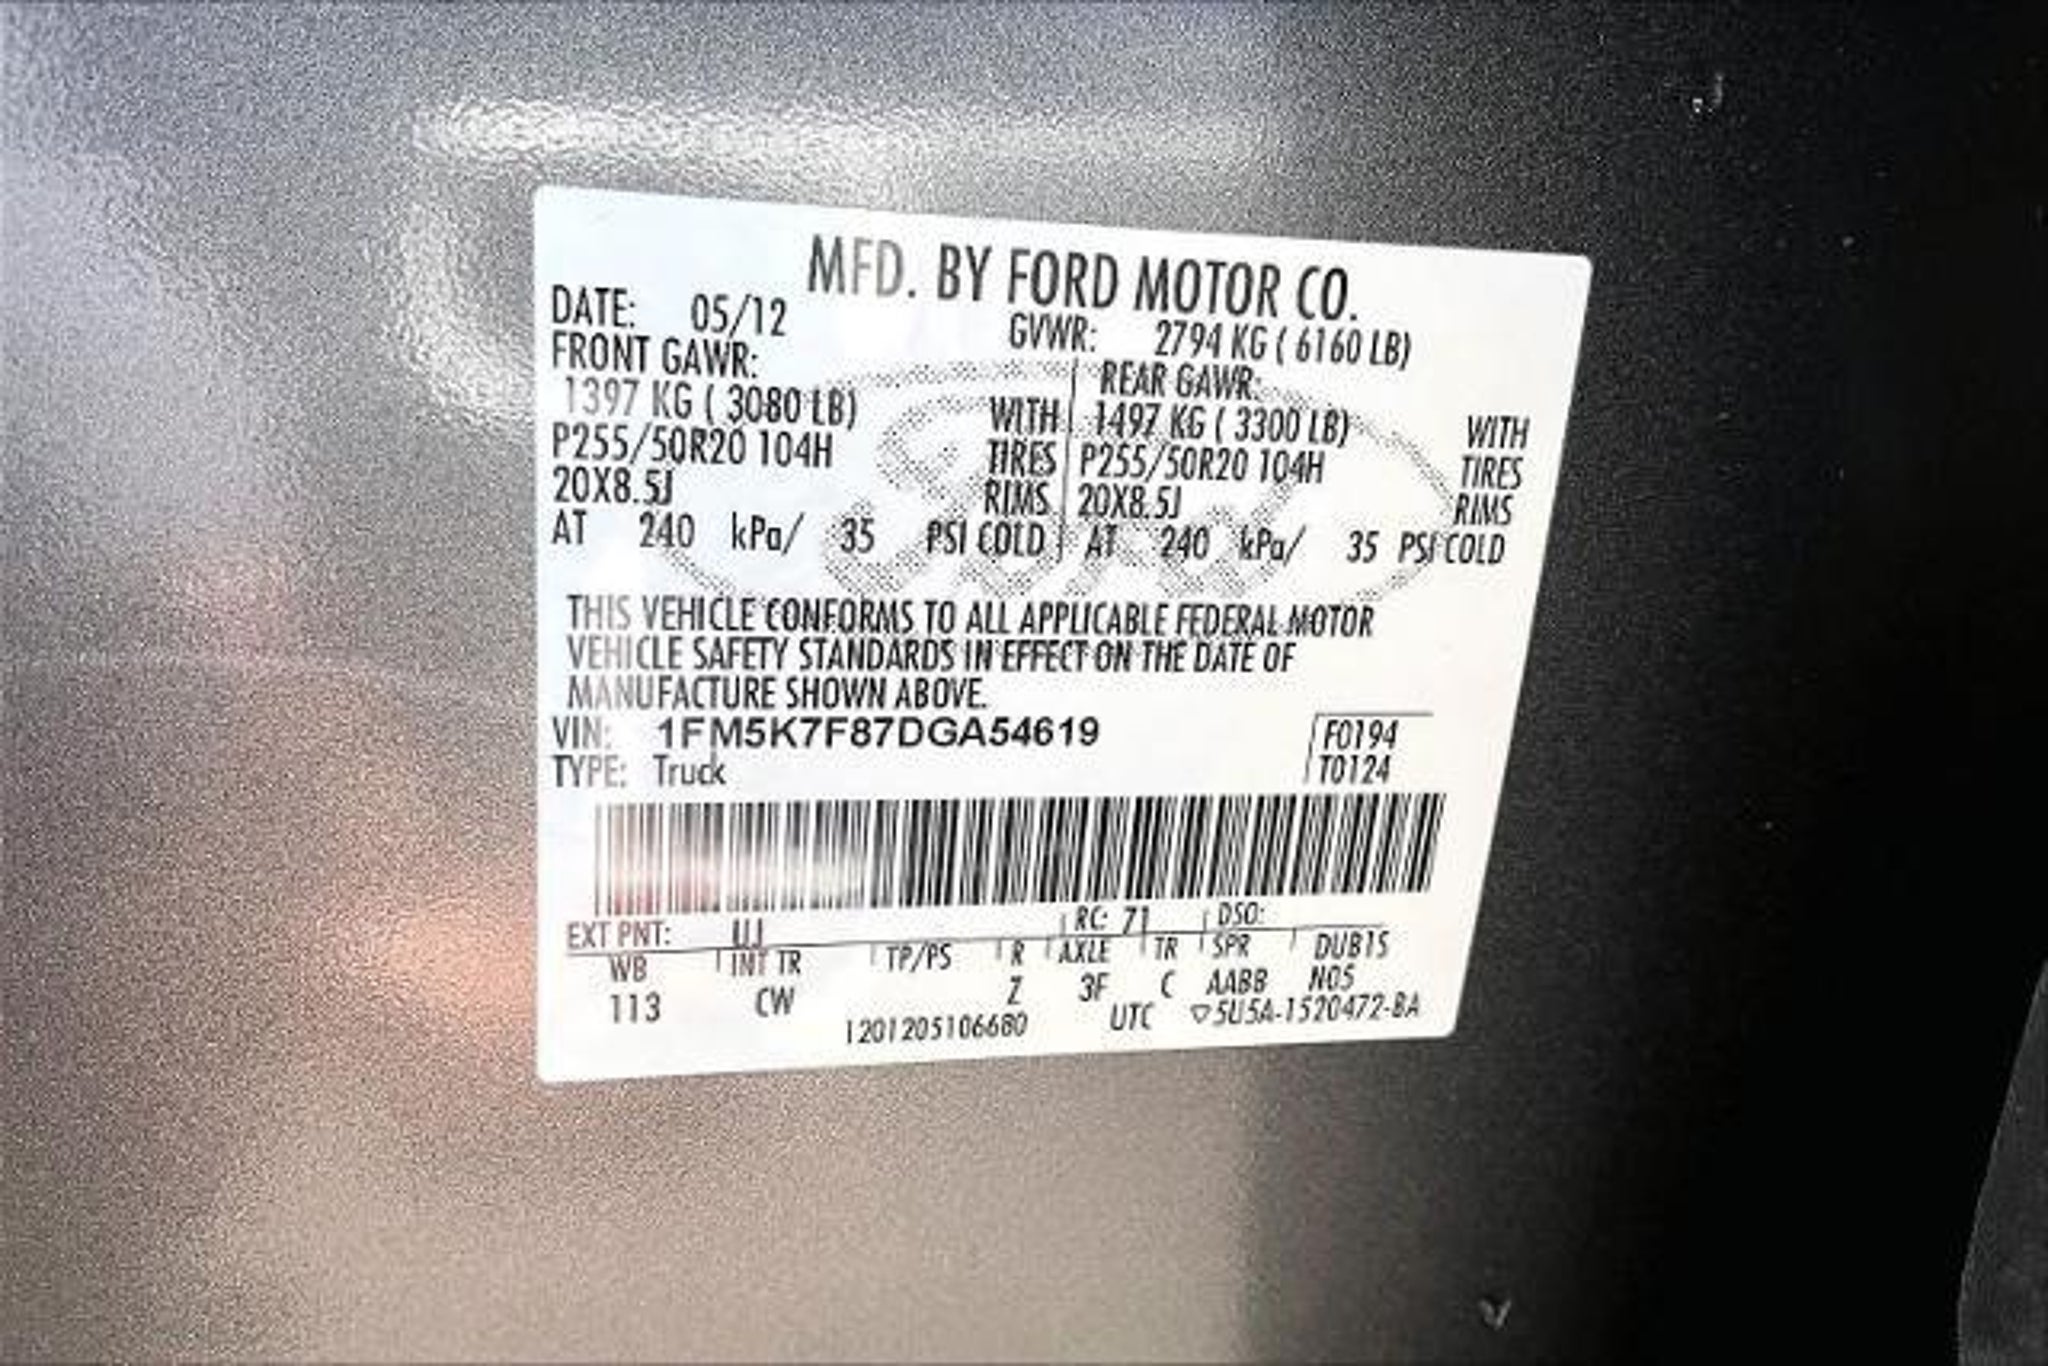 MFD. BY FORD MOTOR CO.
DATE: 05/12 GVWR: 2794 KG ( 6160 LB)
FRONT GAWR: REAR GAWR:
1397 KG ( 3080 LB) WITH 1497 KG ( 3300 LB) WITH
P255/50R20 104H TIRES P255/50R20 104H TIRES
20X8.5J RIMS 20X8.5J RIMS
AT 240 kPa/ 35 PSI COLD AT 240 kPa/ 35 PSI COLD
Ford
THIS VEHICLE CONFORMS TO ALL APPLICABLE FEDERAL MOTOR
VEHICLE SAFETY STANDARDS IN EFFECT ON THE DATE OF
MANUFACTURE SHOWN ABOVE.
VIN: 1FM5K7F87DGA54619 F0194
TYPE: Truck T0124
EXT PNT: UJ RC: 71 DSO:
WB INT TR TP/PS R AXLE TR SPR DUB15
113 CW Z 3F C AABB N05
1201205106680 UTC ▽5U5A-1520472-BA